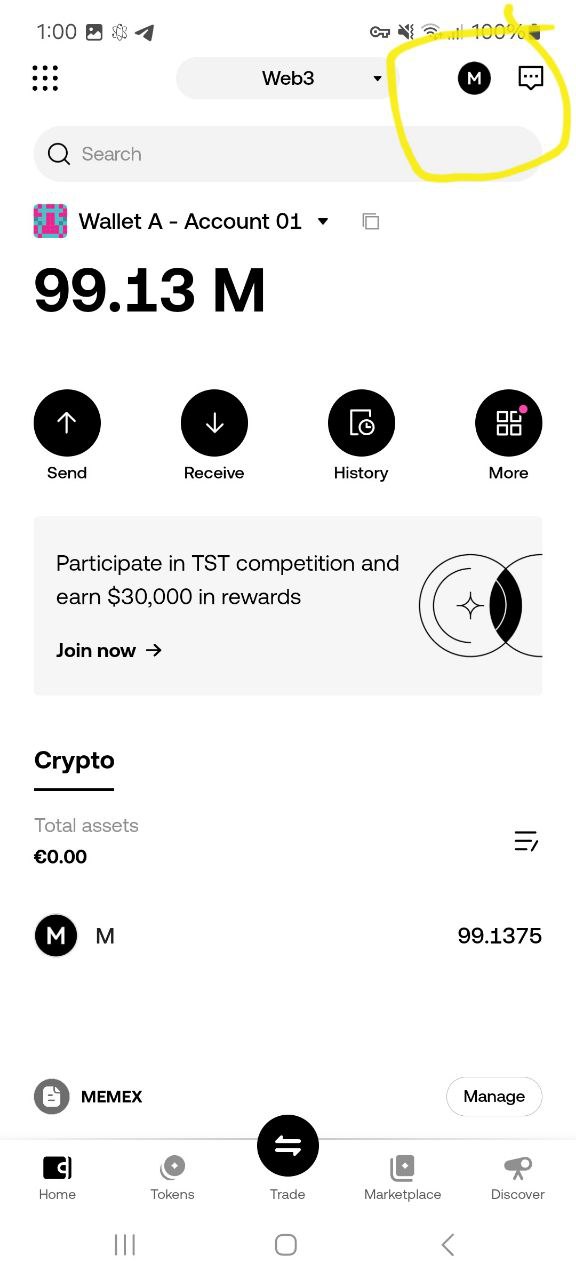 1:00 100%
Web3 M
Search
Wallet A - Account 01
99.13 M
Send Receive History More
Participate in TST competition and
earn $30,000 in rewards
Join now →
Crypto
Total assets
€0.00
M M 99.1375
MEMEX Manage
Home Tokens Trade Marketplace Discover